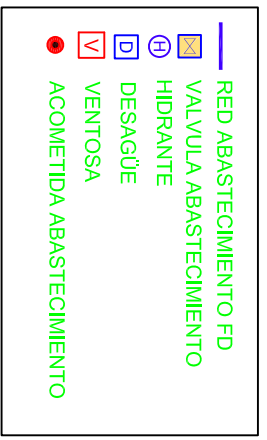 RED ABASTECIMIENTO FD
VALVULA ABASTECIMIENTO
H HIDRANTE
D DESAGÜE
V VENTOSA
ACOMETIDA ABASTECIMIENTO